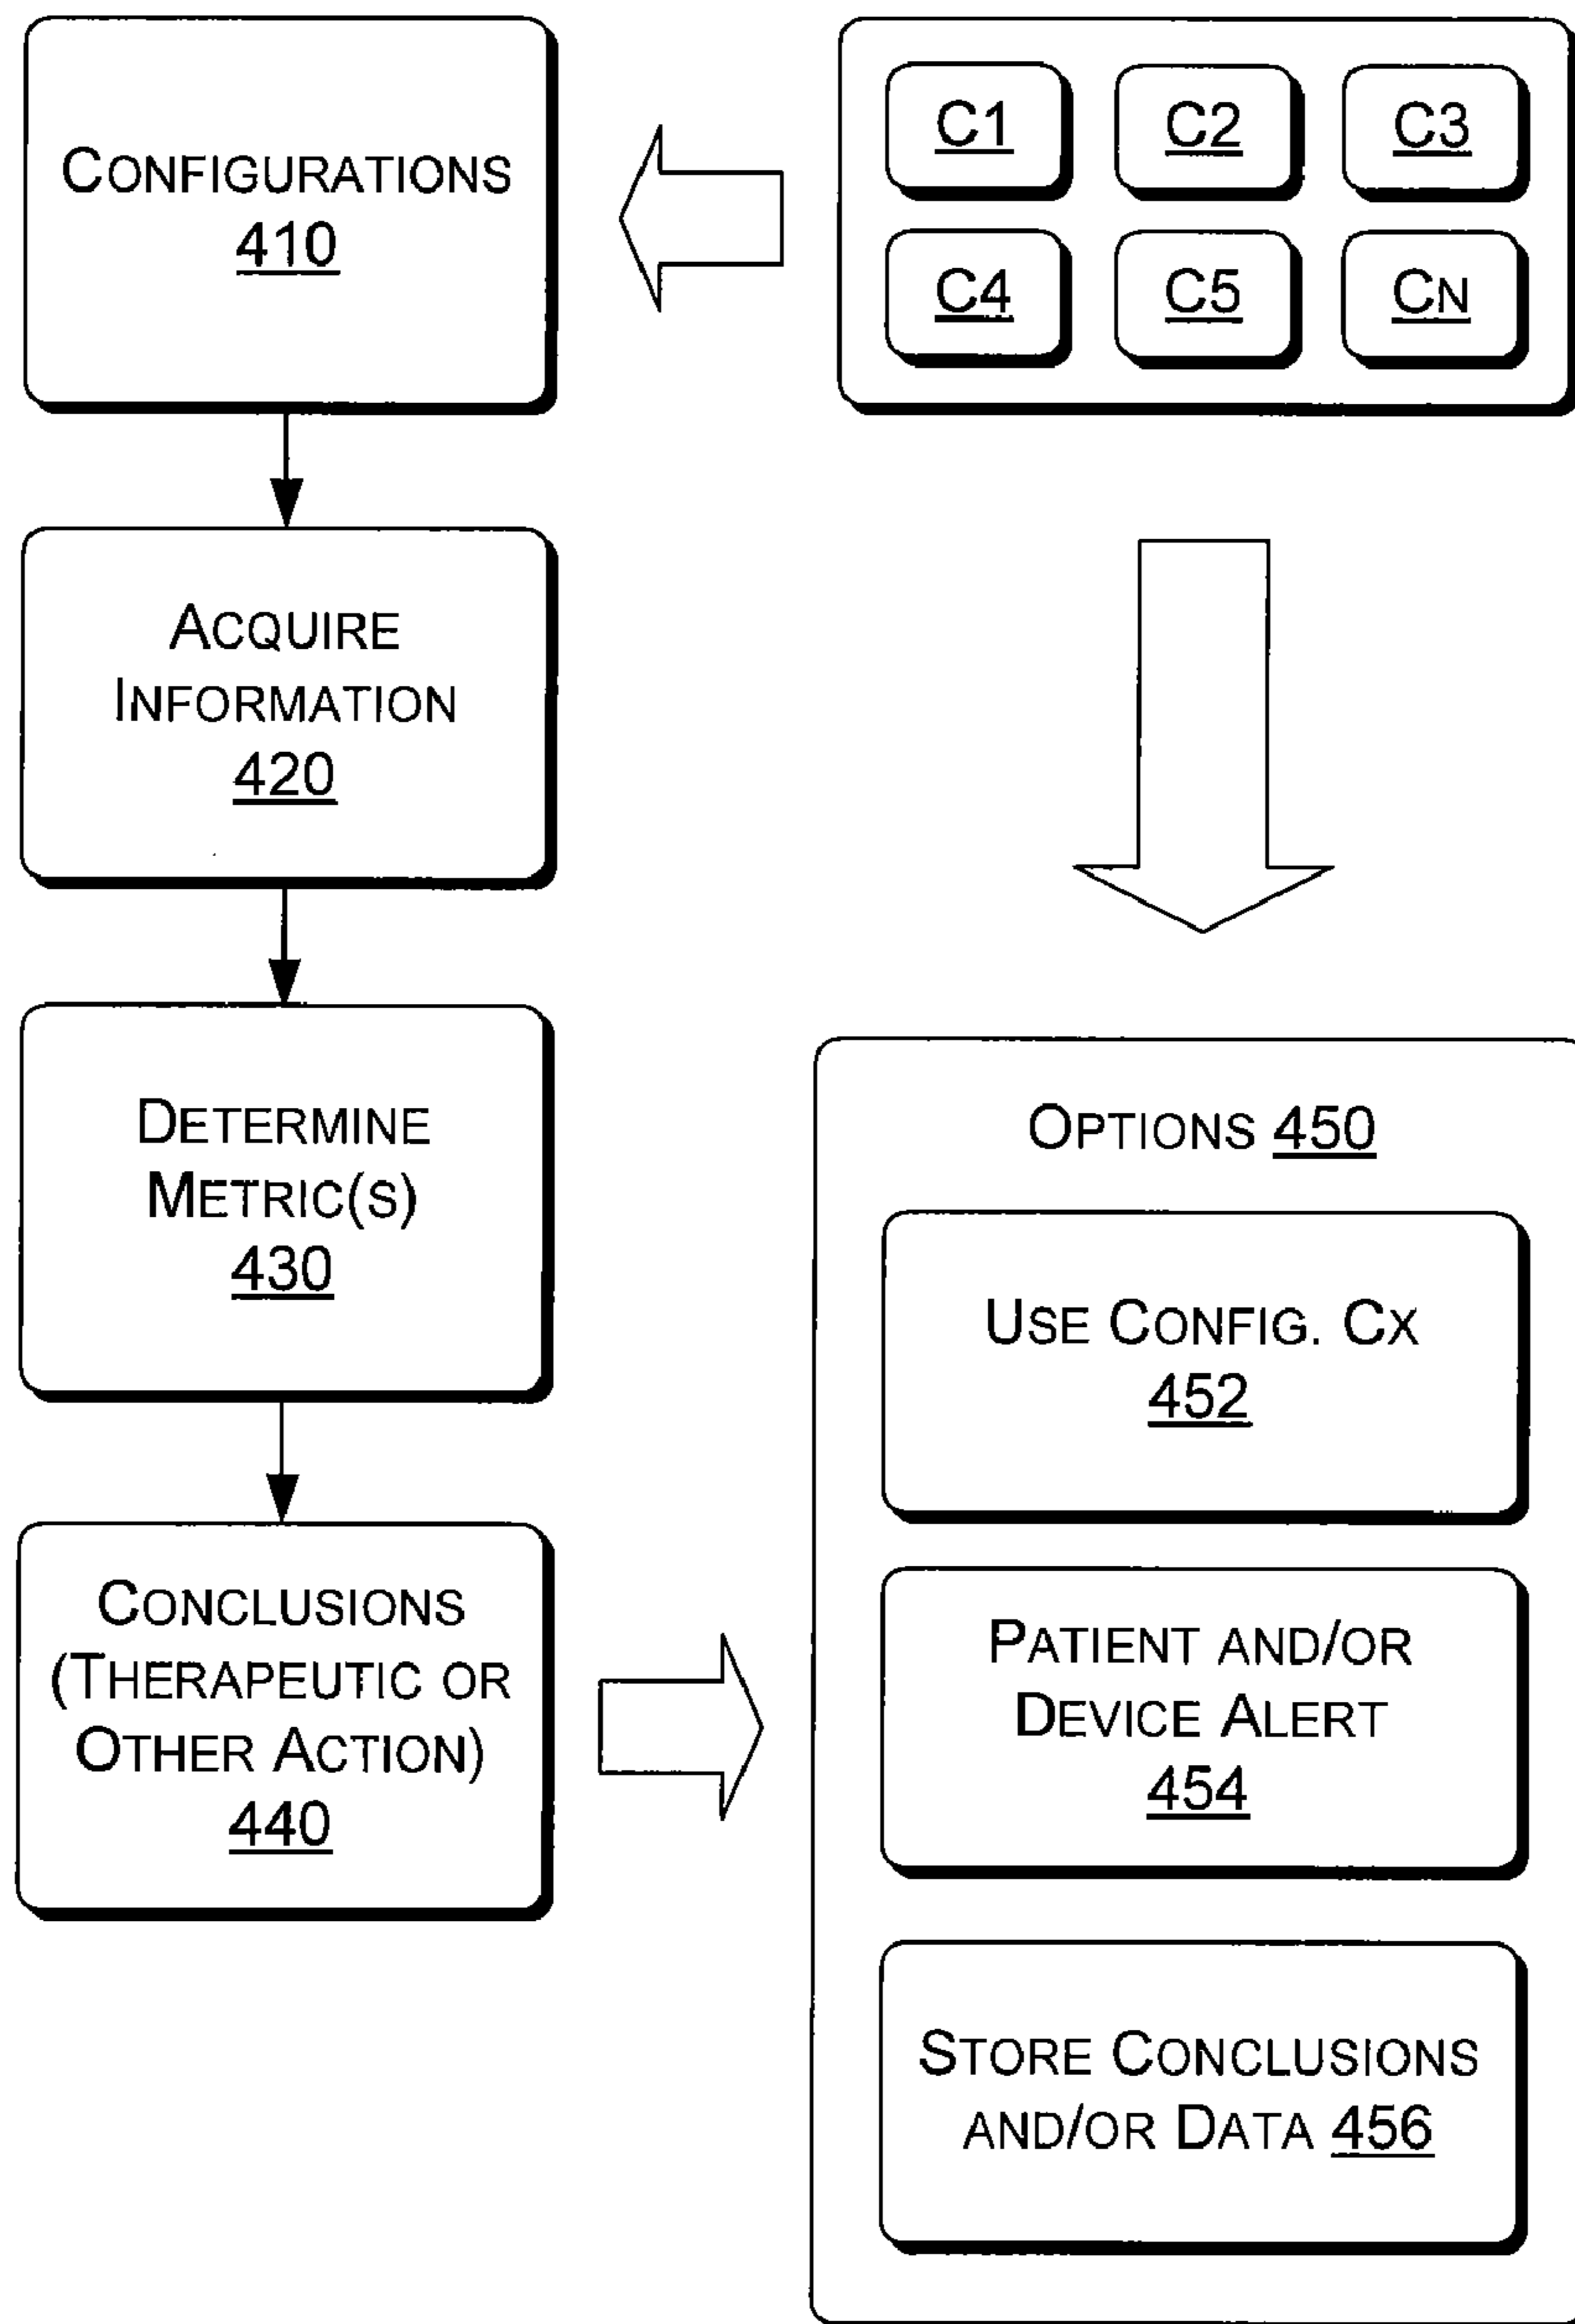 CONFIGURATIONS
410
C1 C2 C3
C4 C5 CN
ACQUIRE
INFORMATION
420
DETERMINE
METRIC(S)
430
CONCLUSIONS
(THERAPEUTIC OR
OTHER ACTION)
440
OPTIONS 450
USE CONFIG. CX
452
PATIENT AND/OR
DEVICE ALERT
454
STORE CONCLUSIONS
AND/OR DATA 456